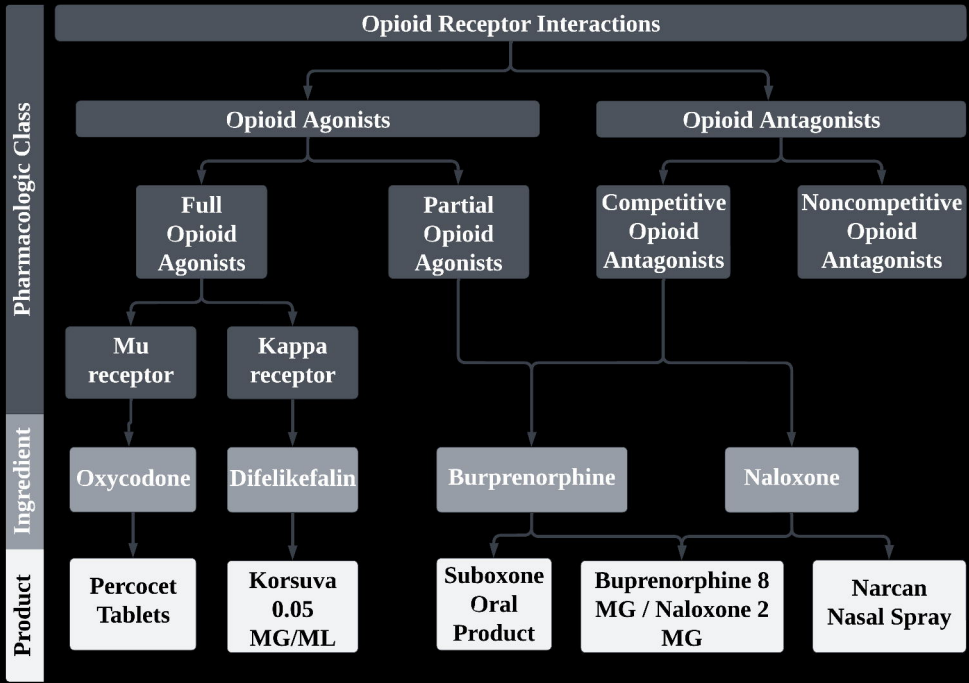 Opioid Receptor Interactions
Pharmacologic Class
Opioid Agonists
Opioid Antagonists
Full
Opioid
Agonists
Partial
Opioid
Agonists
Competitive
Opioid
Antagonists
Noncompetitive
Opioid
Antagonists
Mu
receptor
Kappa
receptor
Ingredient
Oxycodone
Difelikefalin
Burprenorphine
Naloxone
Product
Percocet
Tablets
Korsuva
0.05
MG/ML
Suboxone
Oral
Product
Buprenorphine 8
MG / Naloxone 2
MG
Narcan
Nasal Spray